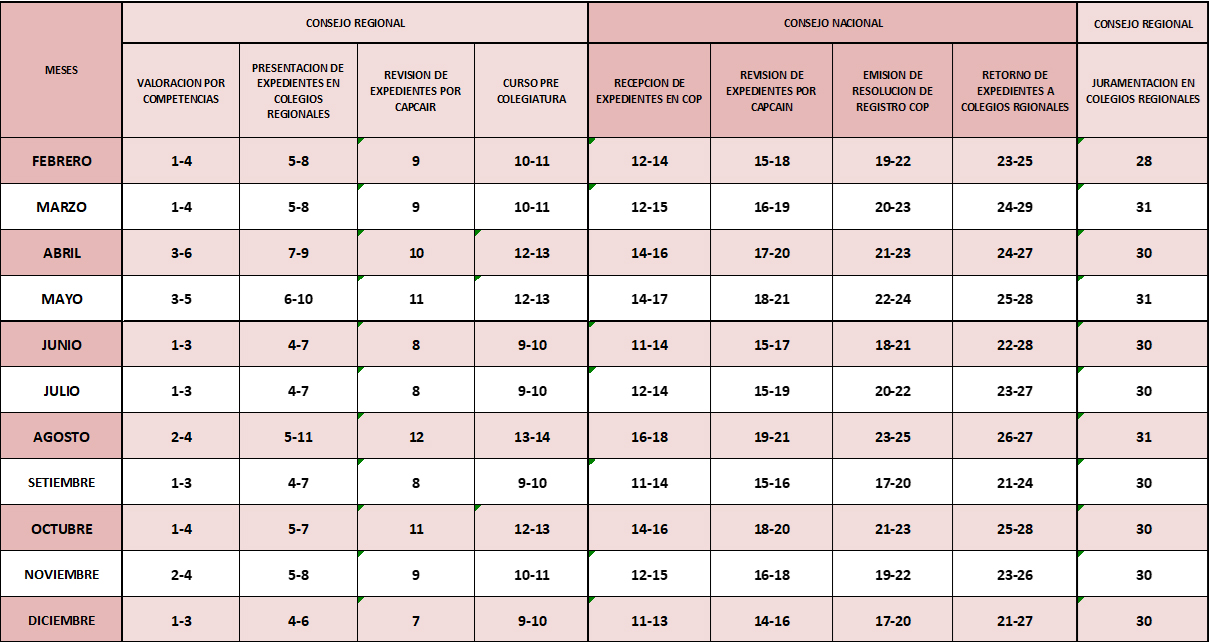 MESES
CONSEJO REGIONAL
CONSEJO NACIONAL
CONSEJO REGIONAL
VALORACION POR
COMPETENCIAS
PRESENTACION DE
EXPEDIENTES EN
COLEGIOS
REGIONALES
REVISION DE
EXPEDIENTES POR
CAPCAIR
CURSO PRE
COLEGIATURA
RECEPCION DE
EXPEDIENTES EN COP
REVISION DE
EXPEDIENTES POR
CAPCAIN
EMISION DE
RESOLUCION DE
REGISTRO COP
RETORNO DE
EXPEDIENTES A
COLEGIOS RGIONALES
JURAMENTACION EN
COLEGIOS REGIONALES
FEBRERO 1-4 5-8 9 10-11 12-14 15-18 19-22 23-25 28
MARZO 1-4 5-8 9 10-11 12-15 16-19 20-23 24-29 31
ABRIL 3-6 7-9 10 12-13 14-16 17-20 21-23 24-27 30
MAYO 3-5 6-10 11 12-13 14-17 18-21 22-24 25-28 31
JUNIO 1-3 4-7 8 9-10 11-14 15-17 18-21 22-28 30
JULIO 1-3 4-7 8 9-10 12-14 15-19 20-22 23-27 30
AGOSTO 2-4 5-11 12 13-14 16-18 19-21 23-25 26-27 31
SETIEMBRE 1-3 4-7 8 9-10 11-14 15-16 17-20 21-24 30
OCTUBRE 1-4 5-7 11 12-13 14-16 18-20 21-23 25-28 30
NOVIEMBRE 2-4 5-8 9 10-11 12-15 16-18 19-22 23-26 30
DICIEMBRE 1-3 4-6 7 9-10 11-13 14-16 17-20 21-27 30